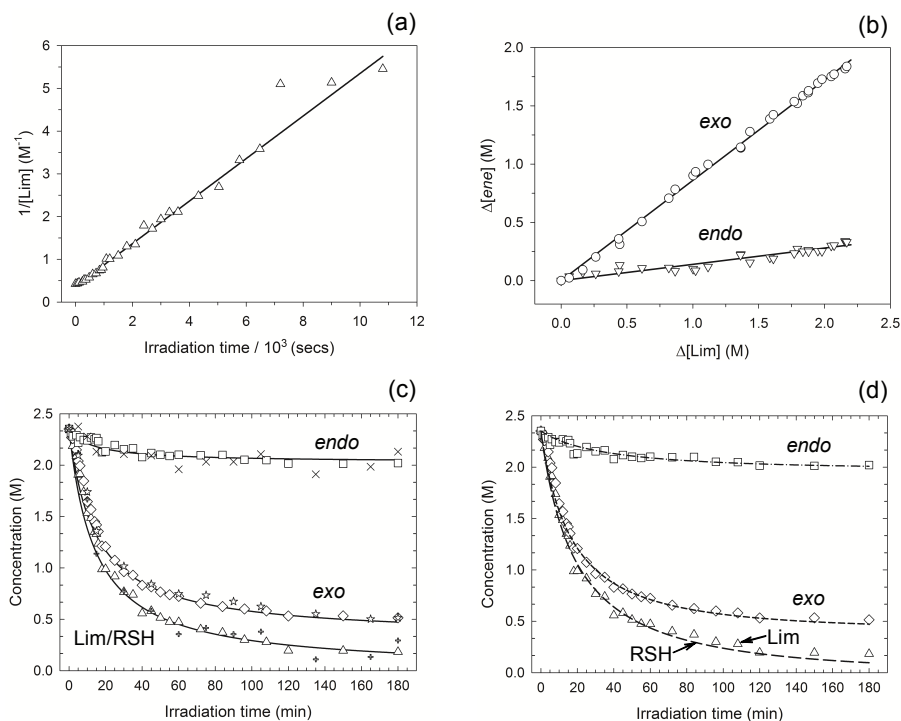 (a)
6
5
4
3
2
1
0
1/[Lim] (M⁻¹)
0 2 4 6 8 10 12
Irradiation time / 10³ (secs)
(b)
2.0
1.5
1.0
0.5
0.0
Δ[ene] (M)
exo
endo
0.0 0.5 1.0 1.5 2.0 2.5
Δ[Lim] (M)
(c)
2.5
2.0
1.5
1.0
0.5
0.0
Concentration (M)
endo
exo
Lim/RSH
0 20 40 60 80 100 120 140 160 180
Irradiation time (min)
(d)
2.5
2.0
1.5
1.0
0.5
0.0
Concentration (M)
endo
exo
Lim
RSH
0 20 40 60 80 100 120 140 160 180
Irradiation time (min)